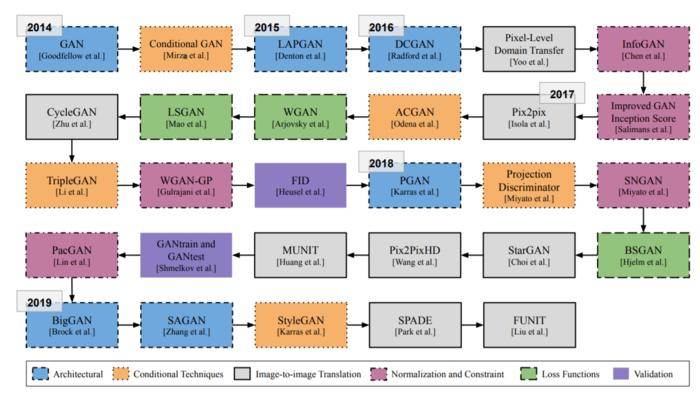 2014
GAN
[Goodfellow et al.]
Conditional GAN
[Mirza et al.]
2015
LAPGAN
[Denton et al.]
2016
DCGAN
[Radford et al.]
Pixel-Level
Domain Transfer
[Yoo et al.]
InfoGAN
[Chen et al.]
CycleGAN
[Zhu et al.]
LSGAN
[Mao et al.]
WGAN
[Arjovsky et al.]
ACGAN
[Odena et al.]
2017
Pix2pix
[Isola et al.]
Improved GAN
Inception Score
[Salimans et al.]
TripleGAN
[Li et al.]
WGAN-GP
[Gulrajani et al.]
FID
[Heusel et al.]
2018
PGAN
[Karras et al.]
Projection
Discriminator
[Miyato et al.]
SNGAN
[Miyato et al.]
PacGAN
[Lin et al.]
GANtrain and
GANtest
[Shmelkov et al.]
MUNIT
[Huang et al.]
Pix2PixHD
[Wang et al.]
StarGAN
[Choi et al.]
BSGAN
[Hjelm et al.]
2019
BigGAN
[Brock et al.]
SAGAN
[Zhang et al.]
StyleGAN
[Karras et al.]
SPADE
[Park et al.]
FUNIT
[Liu et al.]
Architectural
Conditional Techniques
Image-to-image Translation
Normalization and Constraint
Loss Functions
Validation